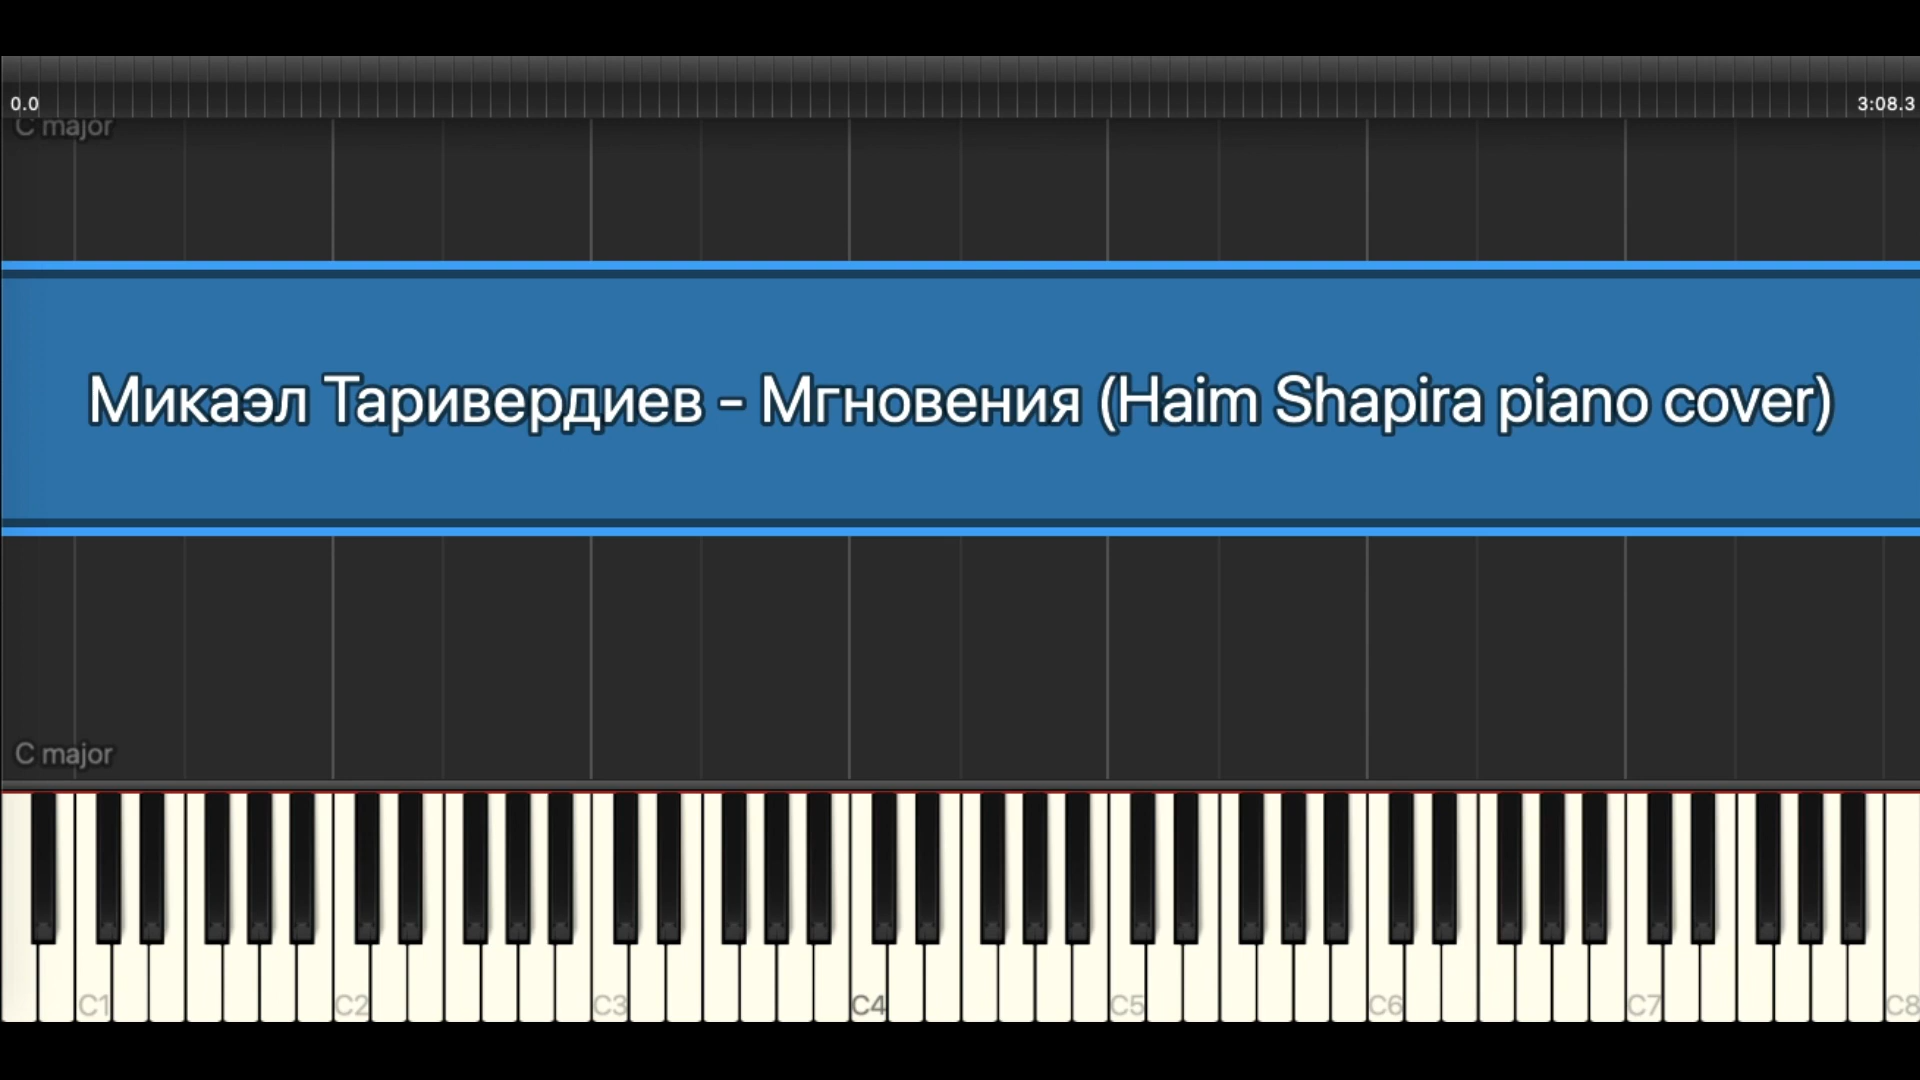 0.0 3:08.3
C major
Микаэл Таривердиев - Мгновения (Haim Shapira piano cover)
C major
C1 C2 C3 C4 C5 C6 C7 C8